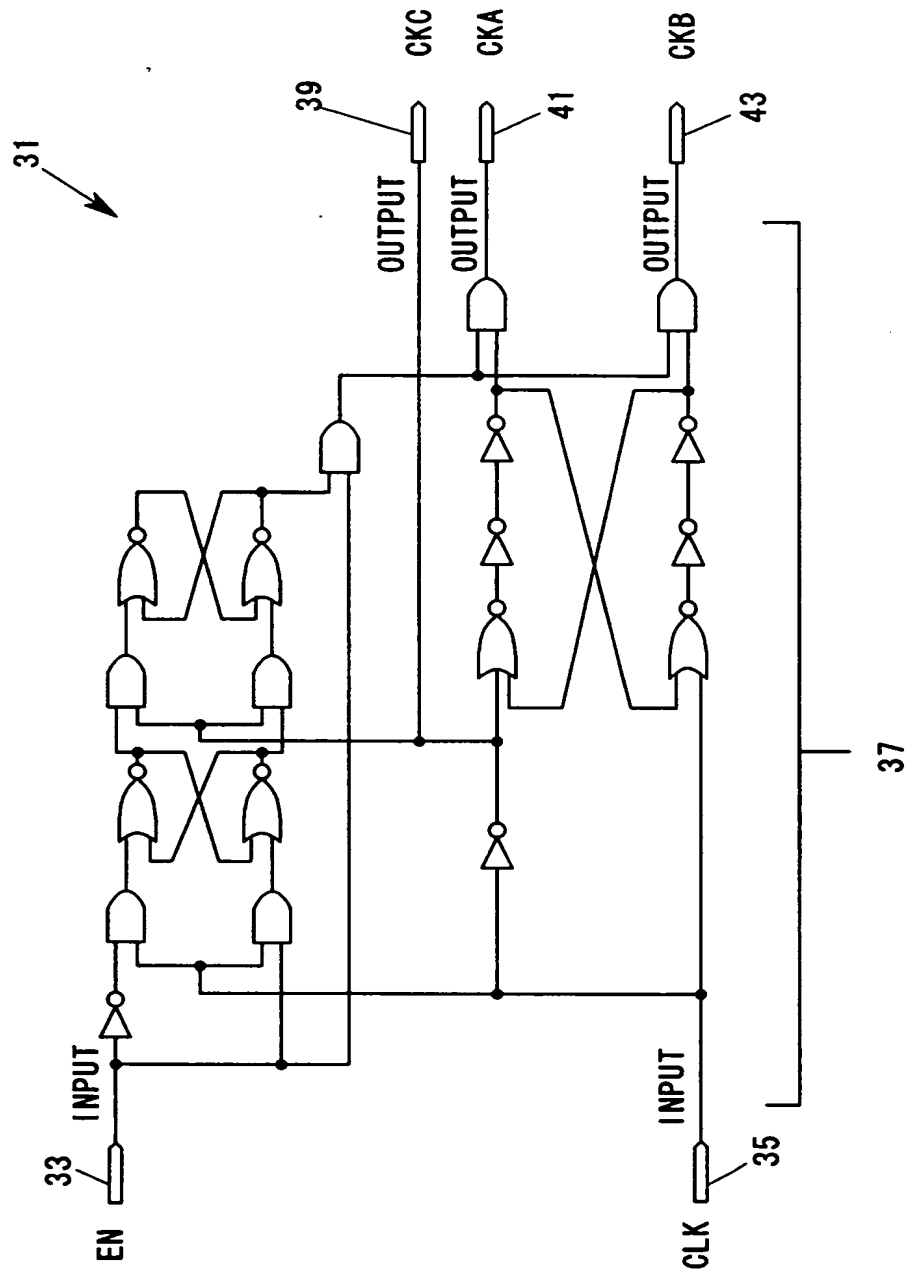 31
EN
33
INPUT
OUTPUT
39
CKC
OUTPUT
41
CKA
OUTPUT
43
CKB
CLK
35
INPUT
37